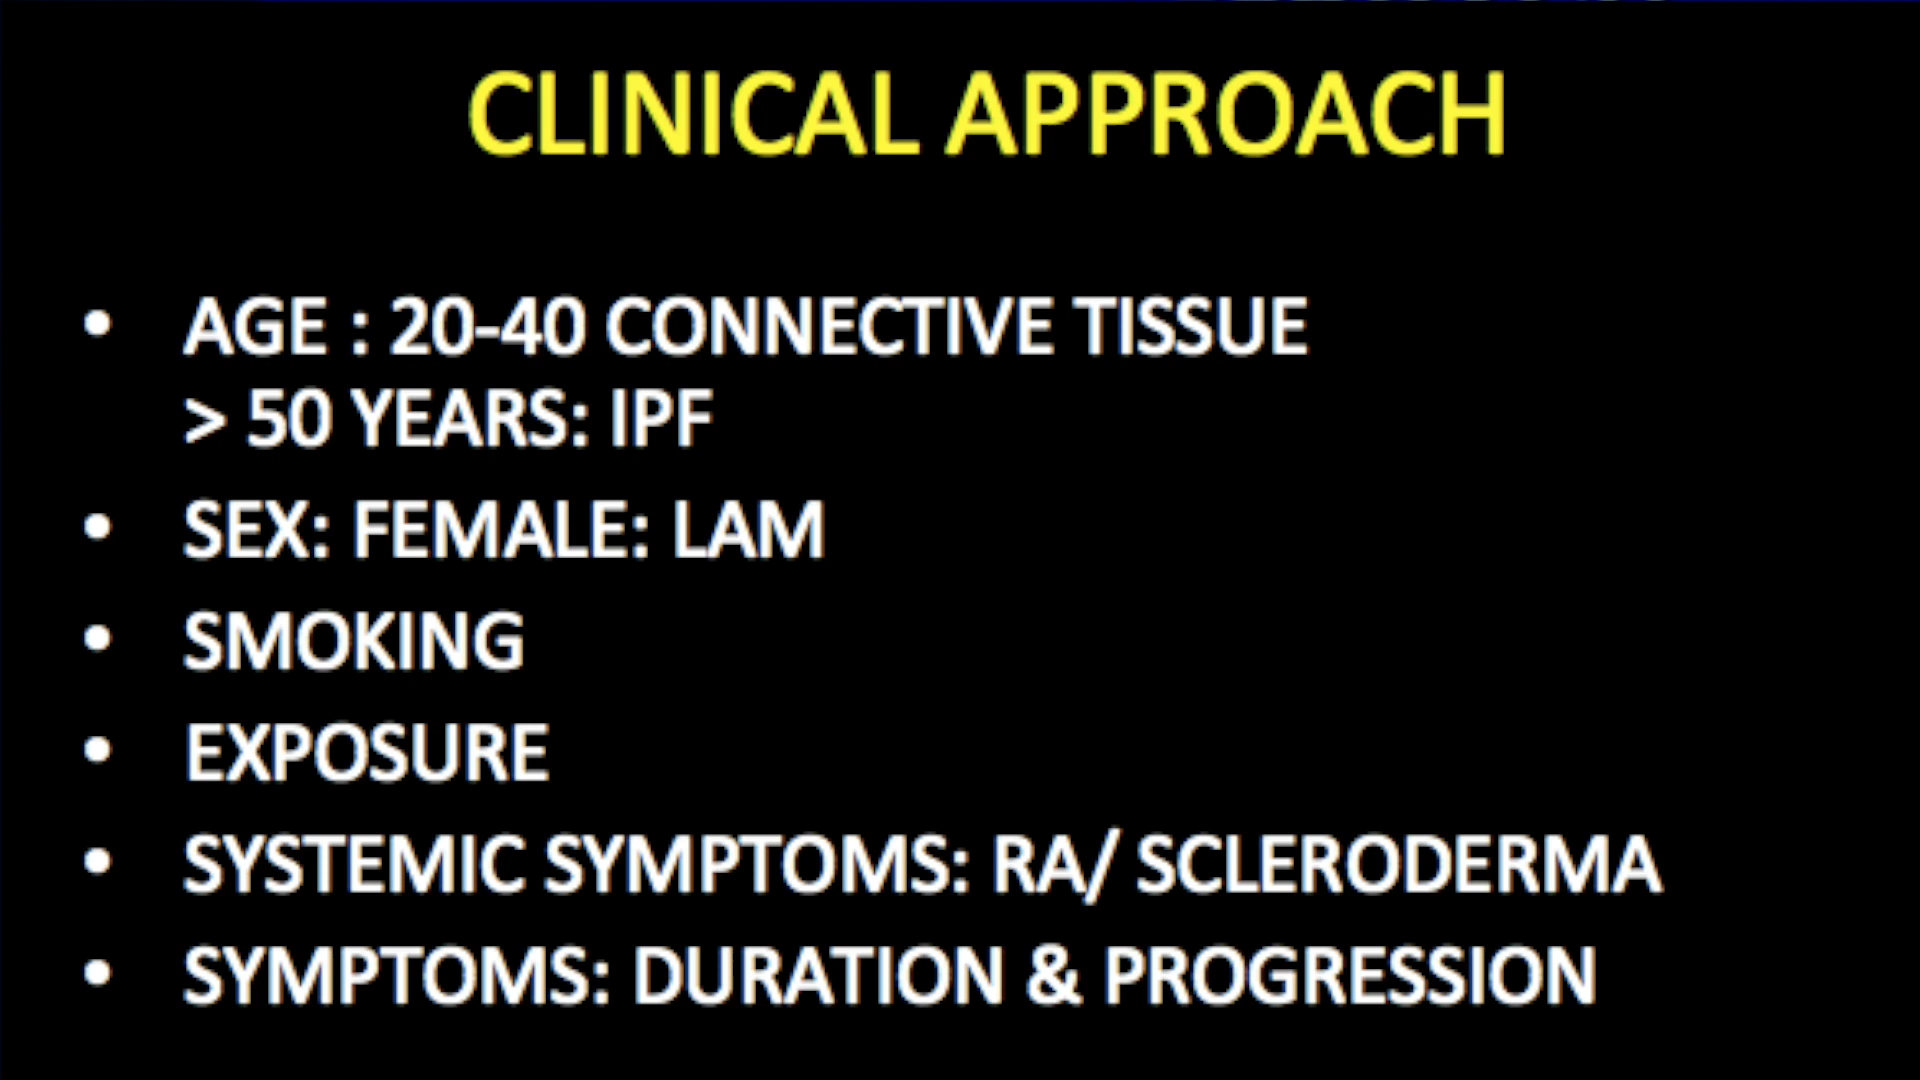 CLINICAL APPROACH
• AGE : 20-40 CONNECTIVE TISSUE
> 50 YEARS: IPF
• SEX: FEMALE: LAM
• SMOKING
• EXPOSURE
• SYSTEMIC SYMPTOMS: RA/ SCLERODERMA
• SYMPTOMS: DURATION & PROGRESSION